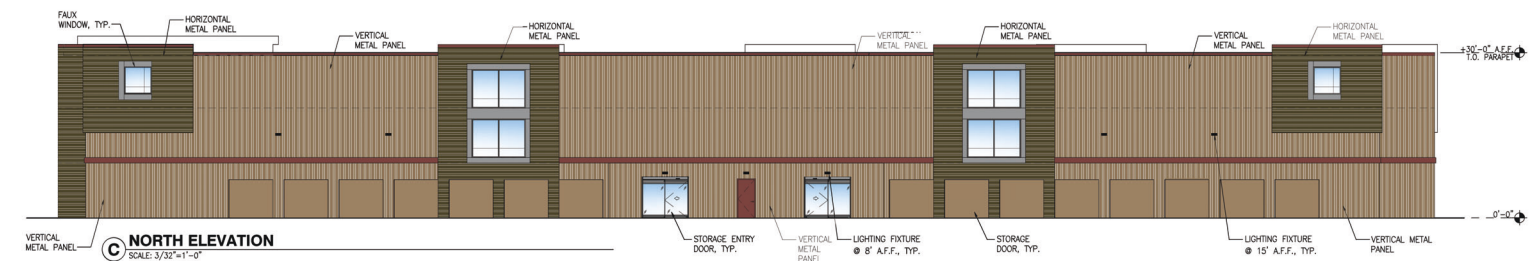 FAUX
WINDOW, TYP.
HORIZONTAL
METAL PANEL
VERTICAL
METAL PANEL
HORIZONTAL
METAL PANEL
VERTICAL
METAL PANEL
HORIZONTAL
METAL PANEL
VERTICAL
METAL PANEL
HORIZONTAL
METAL PANEL
+30'-0" A.F.F.
T.O. PARAPET
0'-0"
VERTICAL
METAL PANEL
C NORTH ELEVATION
SCALE: 3/32"=1'-0"
STORAGE ENTRY
DOOR, TYP.
VERTICAL
METAL
PANEL
LIGHTING FIXTURE
@ 8' A.F.F., TYP.
STORAGE
DOOR, TYP.
LIGHTING FIXTURE
@ 15' A.F.F., TYP.
VERTICAL METAL
PANEL